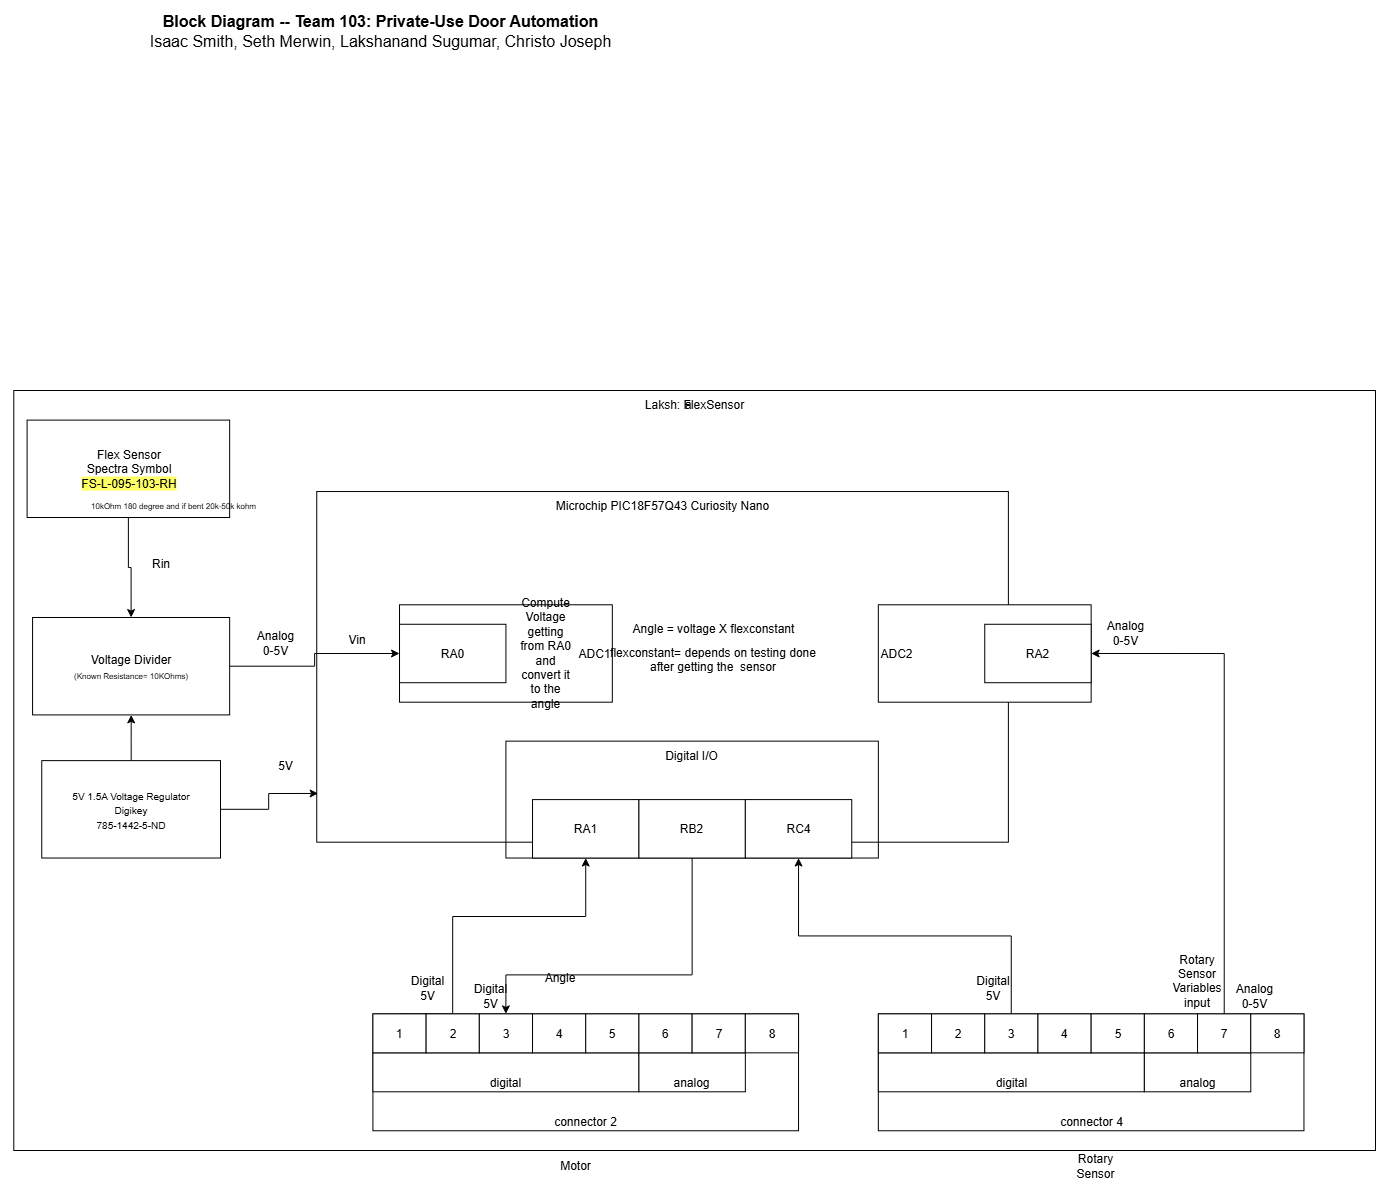 Block Diagram -- Team 103: Private-Use Door Automation
Isaac Smith, Seth Merwin, Lakshanand Sugumar, Christo Joseph
Laksh: FlexSensor
Flex Sensor
Spectra Symbol
FS-L-095-103-RH
10kOhm 180 degree and if bent 20k-50k kohm
Microchip PIC18F57Q43 Curiosity Nano
Rin
Voltage Divider
(Known Resistance= 10KOhms)
Analog
0-5V
Vin
RA0
Compute
Voltage
getting
from RA0
and
convert it
to the
angle
ADC1
Angle = voltage X flexconstant
flexconstant= depends on testing done
after getting the sensor
ADC2
RA2
Analog
0-5V
5V 1.5A Voltage Regulator
Digikey
785-1442-5-ND
5V
Digital I/O
RA1
RB2
RC4
Digital
5V
Digital
5V
Angle
Digital
5V
Rotary
Sensor
Variables
input
Analog
0-5V
1 2 3 4 5 6 7 8
digital analog
connector 2
1 2 3 4 5 6 7 8
digital analog
connector 4
Motor
Rotary
Sensor